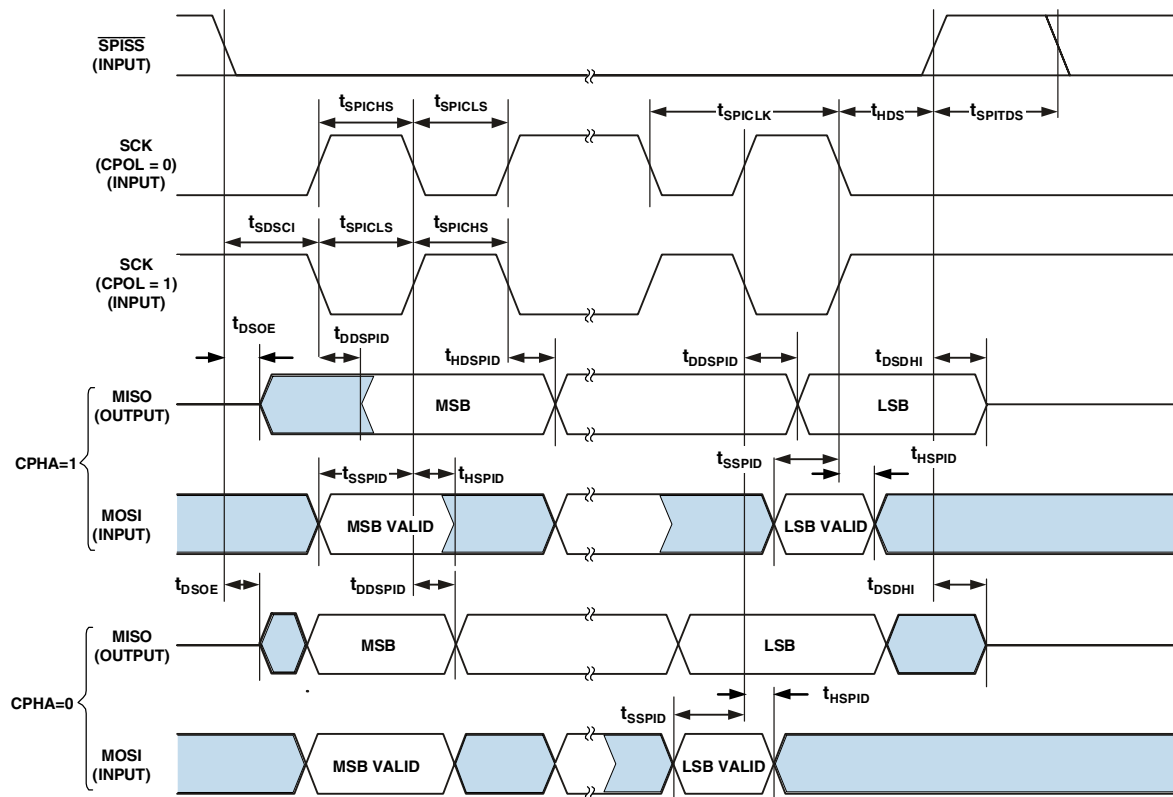 SPISS
(INPUT)
tSPICHS tSPICLS tSPICLK tHDS tSPITDS
SCK
(CPOL = 0)
(INPUT)
tSDSCI tSPICLS tSPICHS
SCK
(CPOL = 1)
(INPUT)
tDSOE tDDSPID tHDSPID tDDSPID tDSDHI
MISO
(OUTPUT)
MSB LSB
CPHA=1
tSSPID tHSPID tSSPID tHSPID
MOSI
(INPUT)
MSB VALID LSB VALID
tDSOE tDDSPID tDSDHI
MISO
(OUTPUT)
MSB LSB
CPHA=0
tSSPID tHSPID
MOSI
(INPUT)
MSB VALID LSB VALID